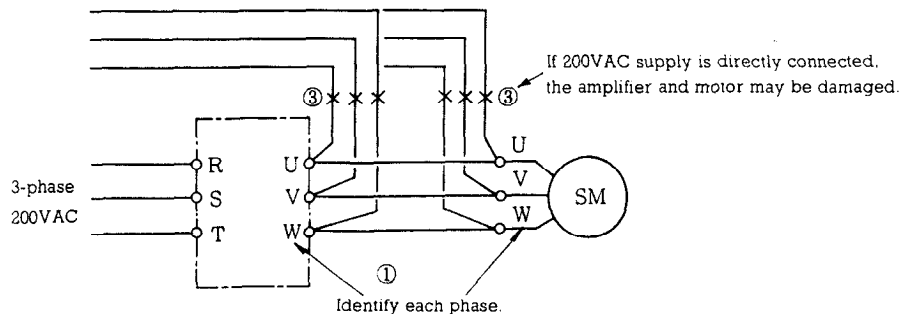 If 200VAC supply is directly connected,
the amplifier and motor may be damaged.
③ ③
U
R U
V
3-phase S V SM
200VAC
W
T W
①
Identify each phase.